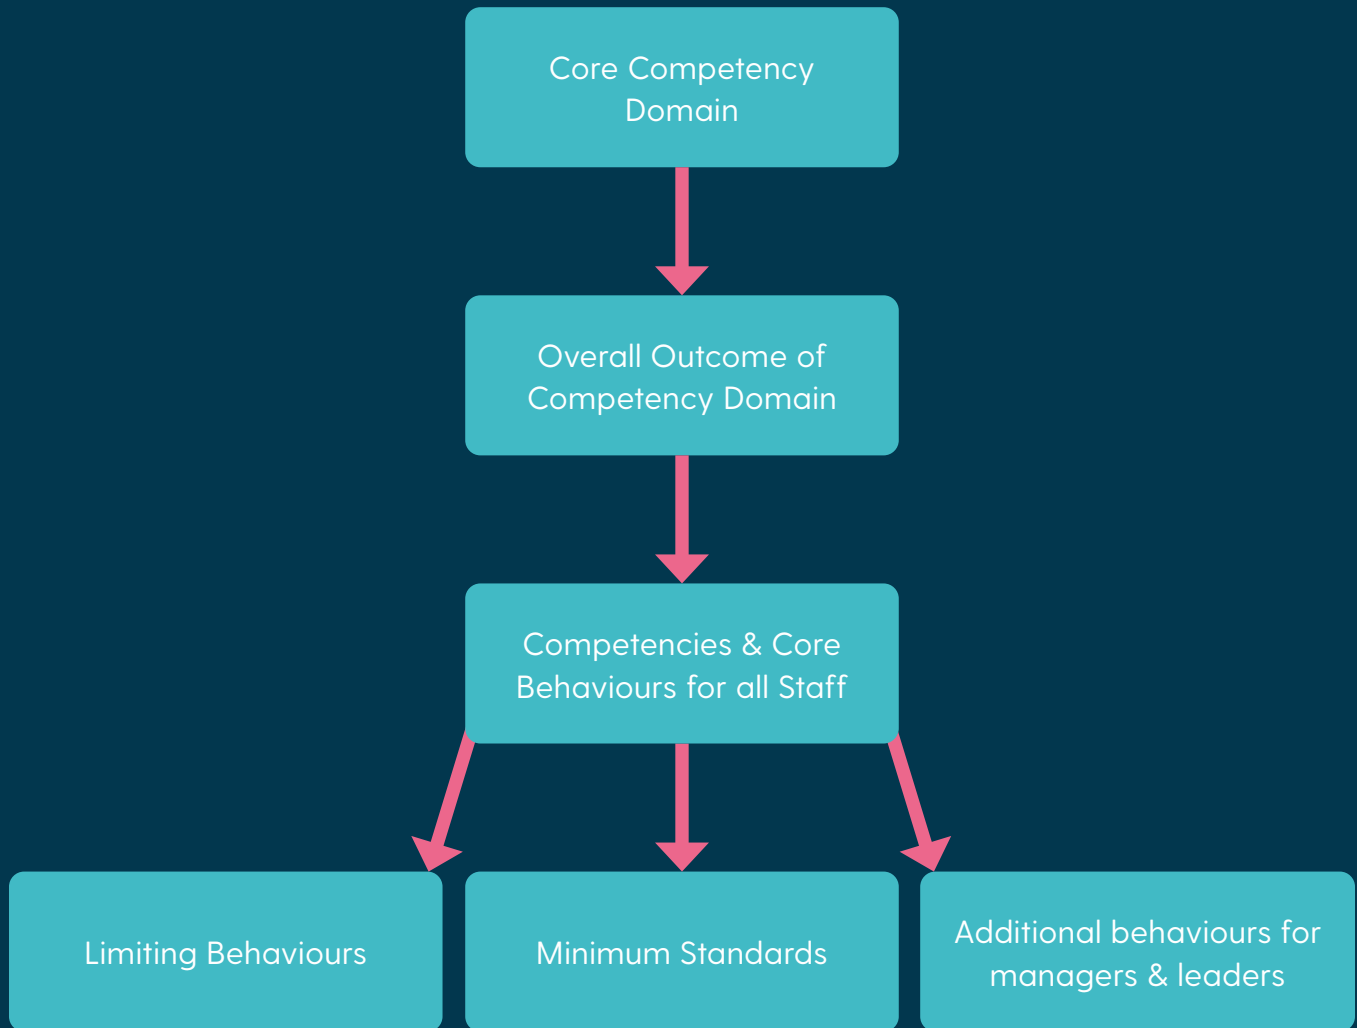 Core Competency
Domain
Overall Outcome of
Competency Domain
Competencies & Core
Behaviours for all Staff
Limiting Behaviours
Minimum Standards
Additional behaviours for
managers & leaders